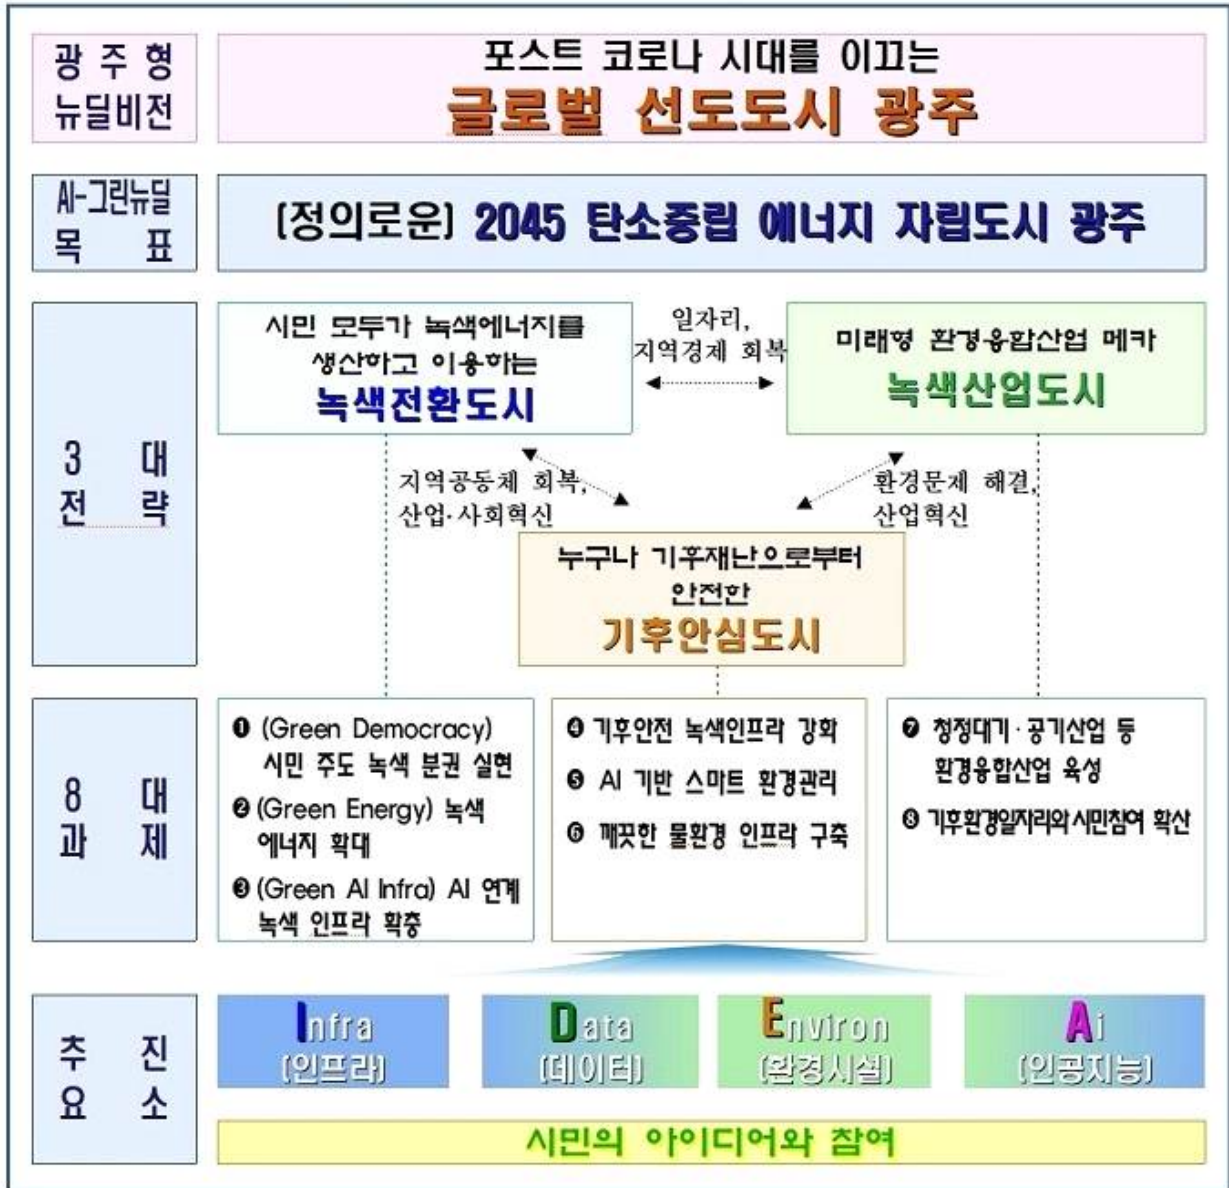 광 주 형
뉴딜비전
포스트 코로나 시대를 이끄는
글로벌 선도도시 광주
AI-그린뉴딜
목 표
(정의로운) 2045 탄소중립 에너지 자립도시 광주
3 대
전 략
시민 모두가 녹색에너지를
생산하고 이용하는
녹색전환도시
일자리,
지역경제 회복
미래형 환경융합산업 메카
녹색산업도시
지역공동체 회복,
산업·사회혁신
환경문제 해결,
산업혁신
누구나 기후재난으로부터
안전한
기후안심도시
8 대
과 제
❶ (Green Democracy)
시민 주도 녹색 분권 실현
❷ (Green Energy) 녹색
에너지 확대
❸ (Green AI Infra) AI 연계
녹색 인프라 확충
❹ 기후안전 녹색인프라 강화
❺ AI 기반 스마트 환경관리
❻ 깨끗한 물환경 인프라 구축
❼ 청정대기·공기산업 등
환경융합산업 육성
❽ 기후환경일자리와 시민참여 확산
추 진
요 소
Infra
(인프라)
Data
(데이터)
Environ
(환경시설)
Ai
(인공지능)
시민의 아이디어와 참여